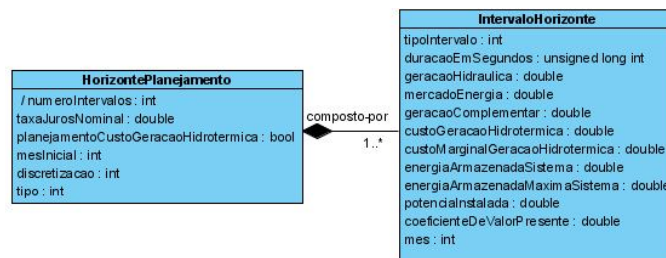 HorizontePlanejamento
/ numeroIntervalos : int
taxaJurosNominal : double
planejamentoCustoGeracaoHidrotermica : bool
mesInicial : int
discretizacao : int
tipo : int
composto-por
1..*
IntervaloHorizonte
tipoIntervalo : int
duracaoEmSegundos : unsigned long int
geracaoHidraulica : double
mercadoEnergia : double
geracaoComplementar : double
custoGeracaoHidrotermica : double
custoMarginalGeracaoHidrotermica : double
energiaArmazenadaSistema : double
energiaArmazenadaMaximaSistema : double
potenciaInstalada : double
coeficienteDeValorPresente : double
mes : int